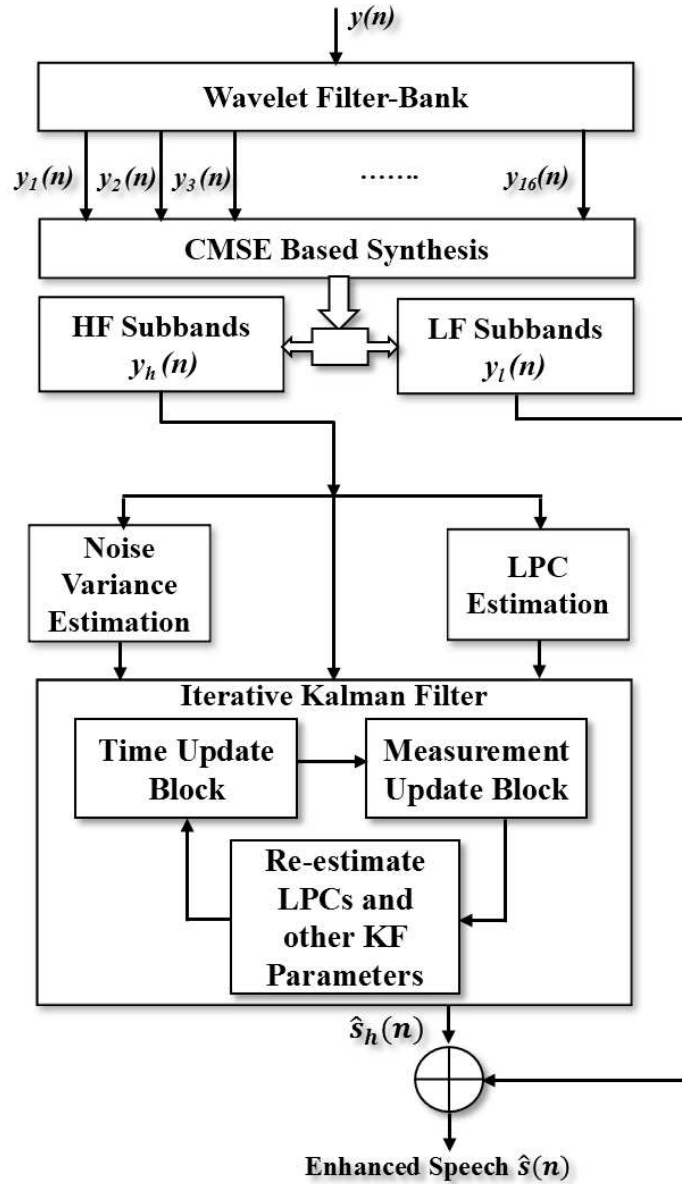 y(n)
Wavelet Filter-Bank
y₁(n) y₂(n) y₃(n) ....... y₁₆(n)
CMSE Based Synthesis
HF Subbands
yₕ(n)
LF Subbands
yₗ(n)
Noise
Variance
Estimation
LPC
Estimation
Iterative Kalman Filter
Time Update
Block
Measurement
Update Block
Re-estimate
LPCs and
other KF
Parameters
ŝₕ(n)
Enhanced Speech ŝ(n)